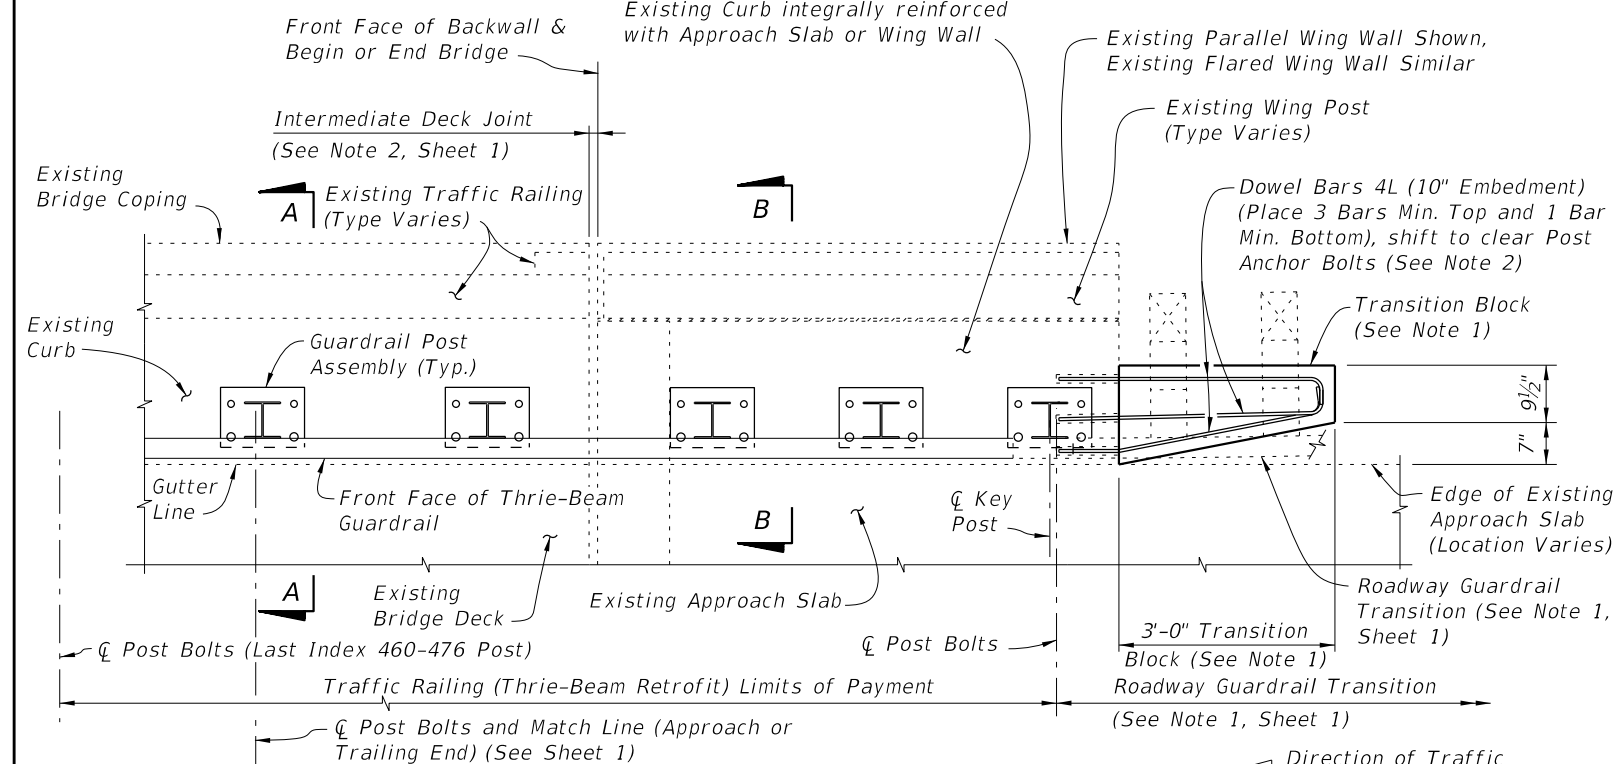 Existing Curb integrally reinforced
with Approach Slab or Wing Wall
Front Face of Backwall &
Begin or End Bridge
Existing Parallel Wing Wall Shown,
Existing Flared Wing Wall Similar
Existing Wing Post
(Type Varies)
Intermediate Deck Joint
(See Note 2, Sheet 1)
Existing
Bridge Coping
A
Existing Traffic Railing
(Type Varies)
B
Dowel Bars 4L (10" Embedment)
(Place 3 Bars Min. Top and 1 Bar
Min. Bottom), shift to clear Post
Anchor Bolts (See Note 2)
Transition Block
(See Note 1)
Existing
Curb
Guardrail Post
Assembly (Typ.)
9½"
7"
Gutter
Line
Front Face of Thrie-Beam
Guardrail
B
℄ Key
Post
Edge of Existing
Approach Slab
(Location Varies)
A
Existing
Bridge Deck
Existing Approach Slab
Roadway Guardrail
Transition (See Note 1,
Sheet 1)
℄ Post Bolts (Last Index 460-476 Post)
℄ Post Bolts
3'-0" Transition
Block (See Note 1)
Traffic Railing (Thrie-Beam Retrofit) Limits of Payment
Roadway Guardrail Transition
(See Note 1, Sheet 1)
℄ Post Bolts and Match Line (Approach or
Trailing End) (See Sheet 1)
Direction of Traffic